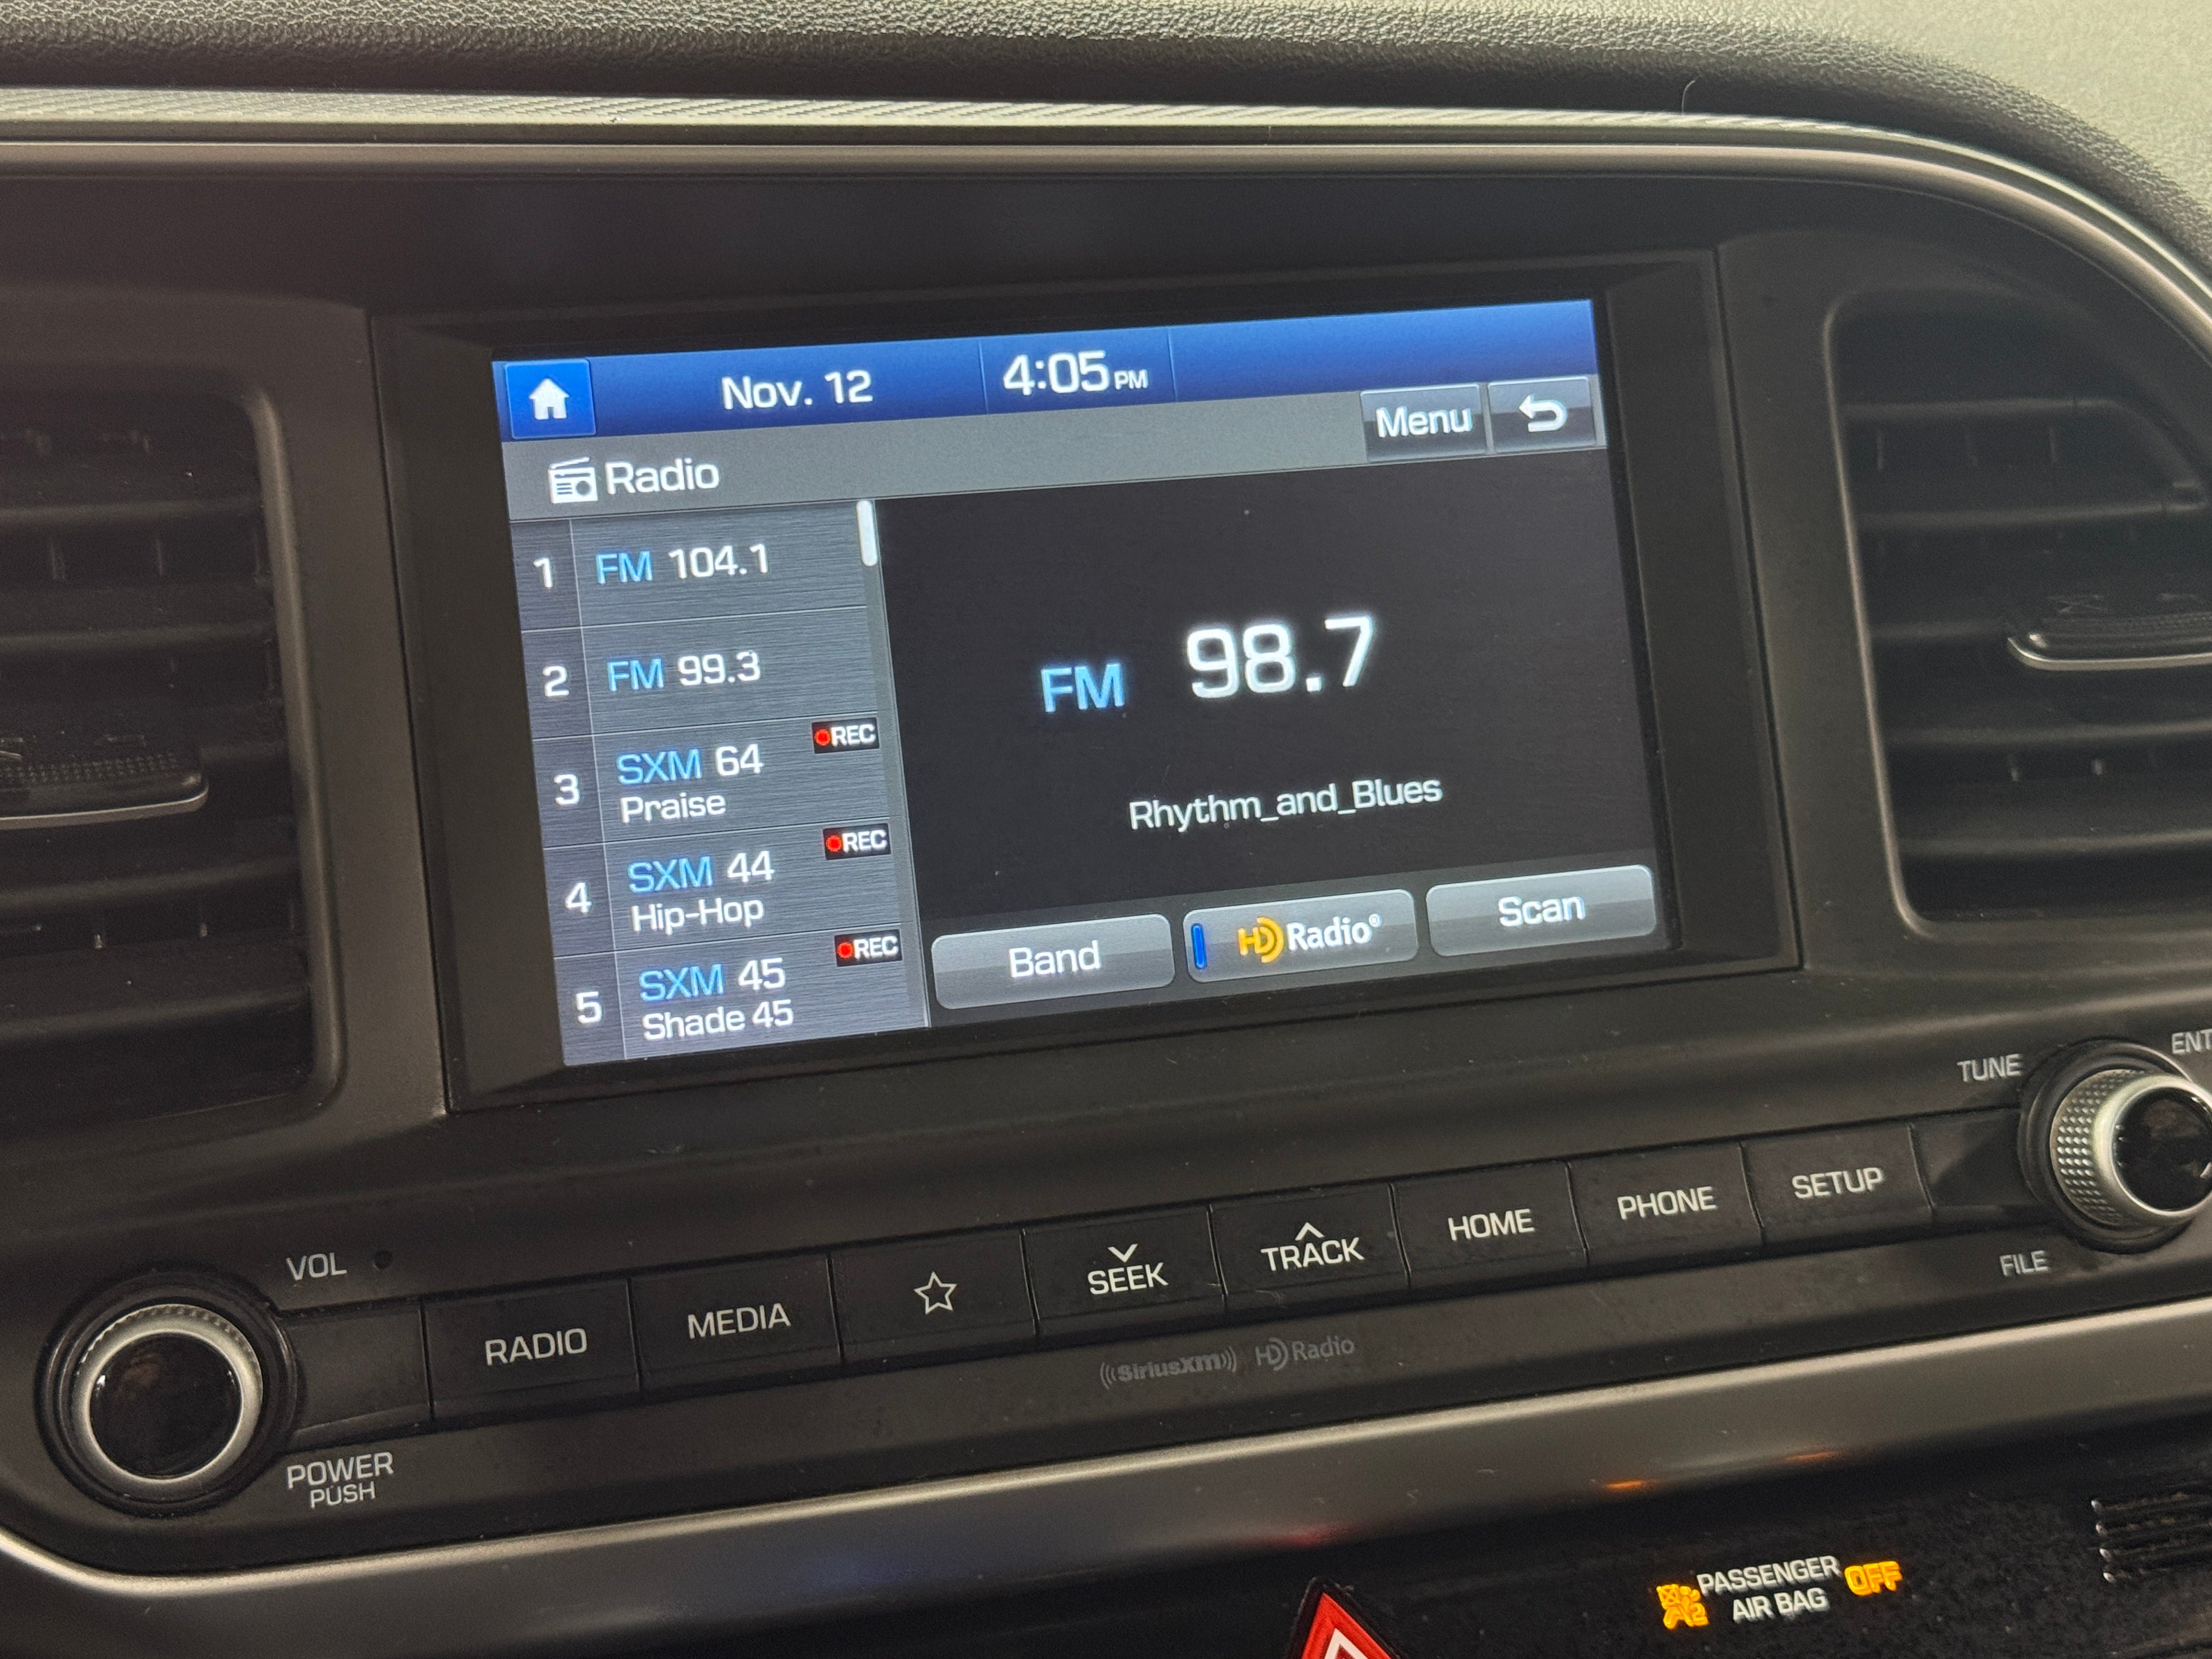 Nov. 12
4:05 PM
Menu
Radio
1 FM 104.1
2 FM 99.3
3 SXM 64 REC
Praise
4 SXM 44 REC
Hip-Hop
5 SXM 45 REC
Shade 45
FM 98.7
Rhythm_and_Blues
Band
HD Radio®
Scan
VOL
POWER
PUSH
RADIO
MEDIA
SEEK
TRACK
HOME
PHONE
SETUP
TUNE
FILE
((SiriusXM)) HD Radio
PASSENGER
AIR BAG
OFF
2